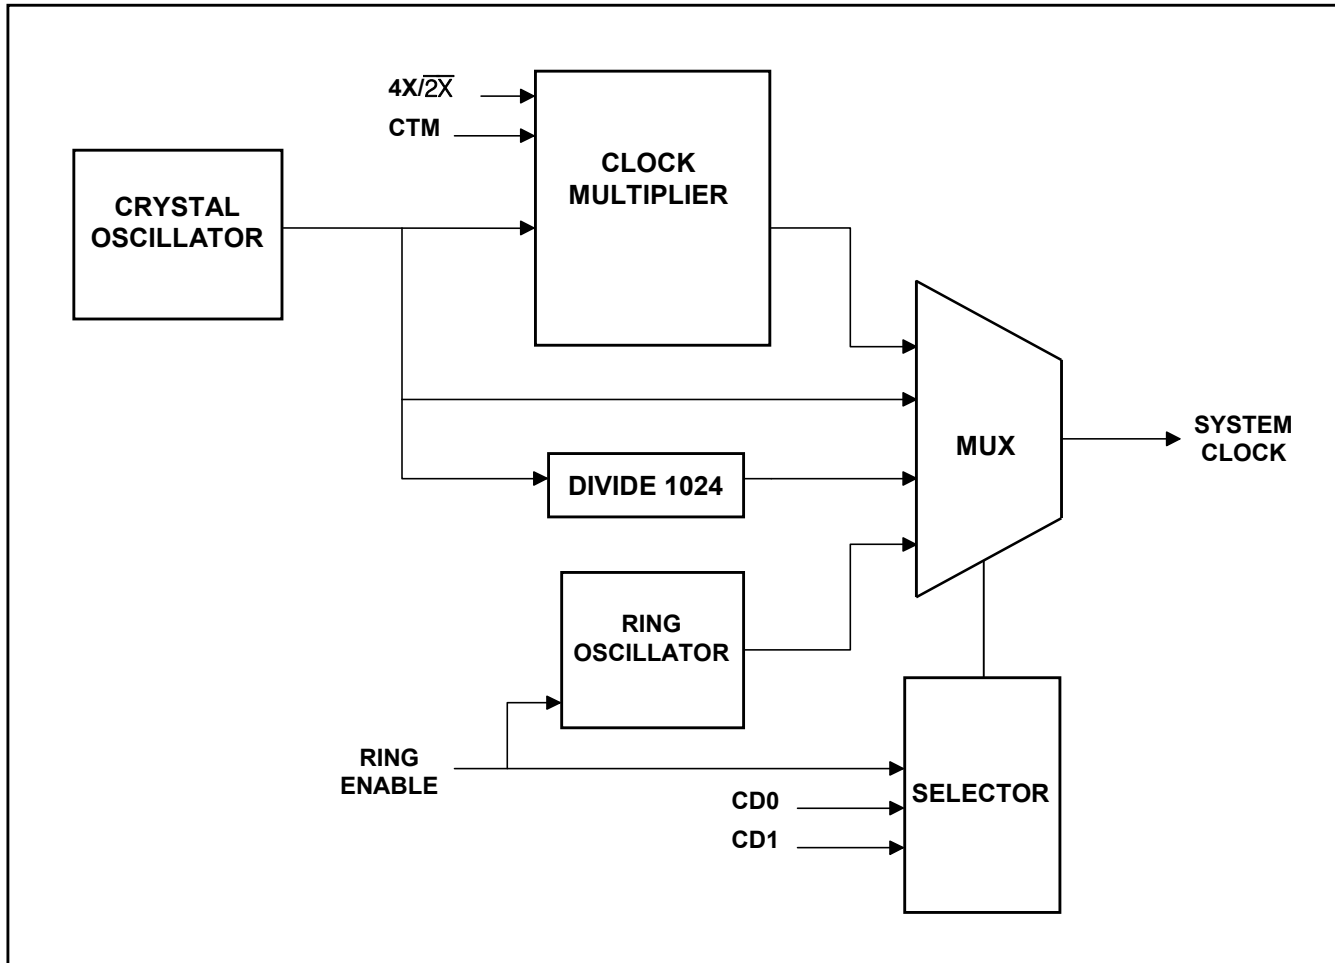 4X/2X
CTM
CLOCK
MULTIPLIER
CRYSTAL
OSCILLATOR
MUX
SYSTEM
CLOCK
DIVIDE 1024
RING
OSCILLATOR
RING
ENABLE
SELECTOR
CD0
CD1